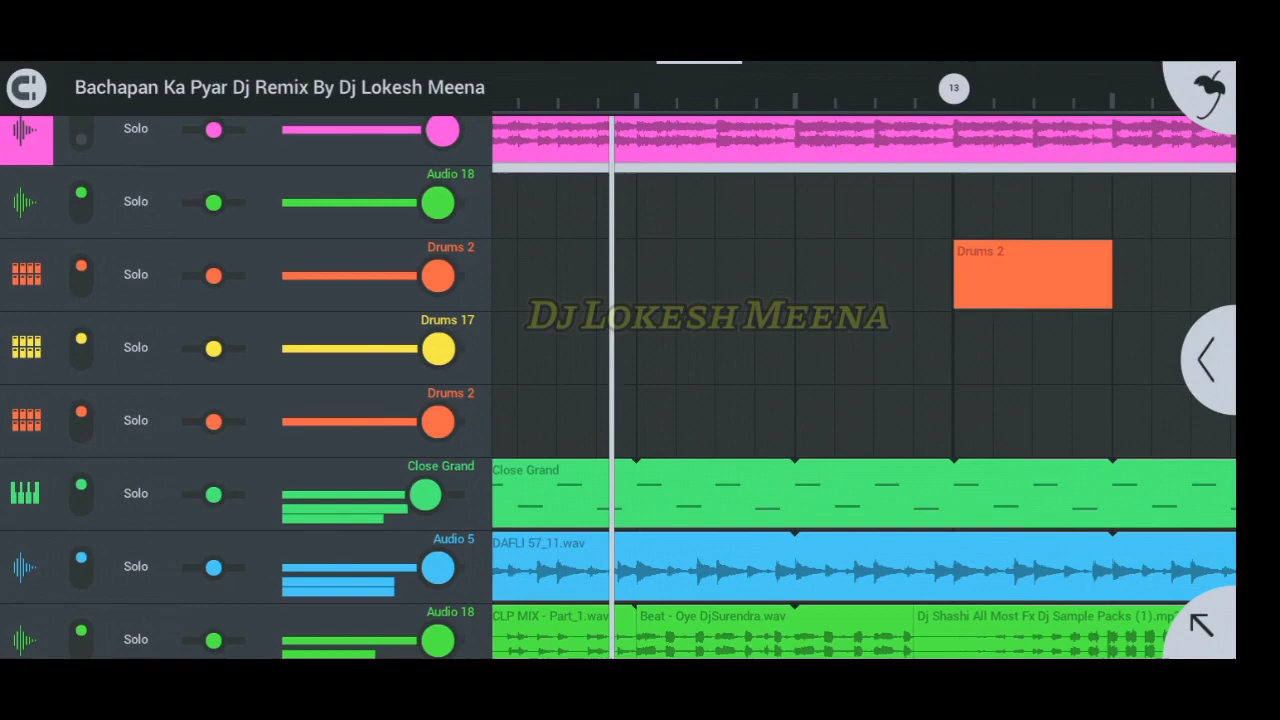 Bachapan Ka Pyar Dj Remix By Dj Lokesh Meena
13
Solo
Audio 18
Solo
Drums 2
Solo
Drums 2
Drums 17
Solo
DJ LOKESH MEENA
Drums 2
Solo
Close Grand
Solo
Close Grand
Audio 5
Solo
DAFLI 57_11.wav
Audio 18
Solo
CLP MIX - Part_1.wav
Beat - Oye DjSurendra.wav
Dj Shashi All Most Fx Dj Sample Packs (1).mp3